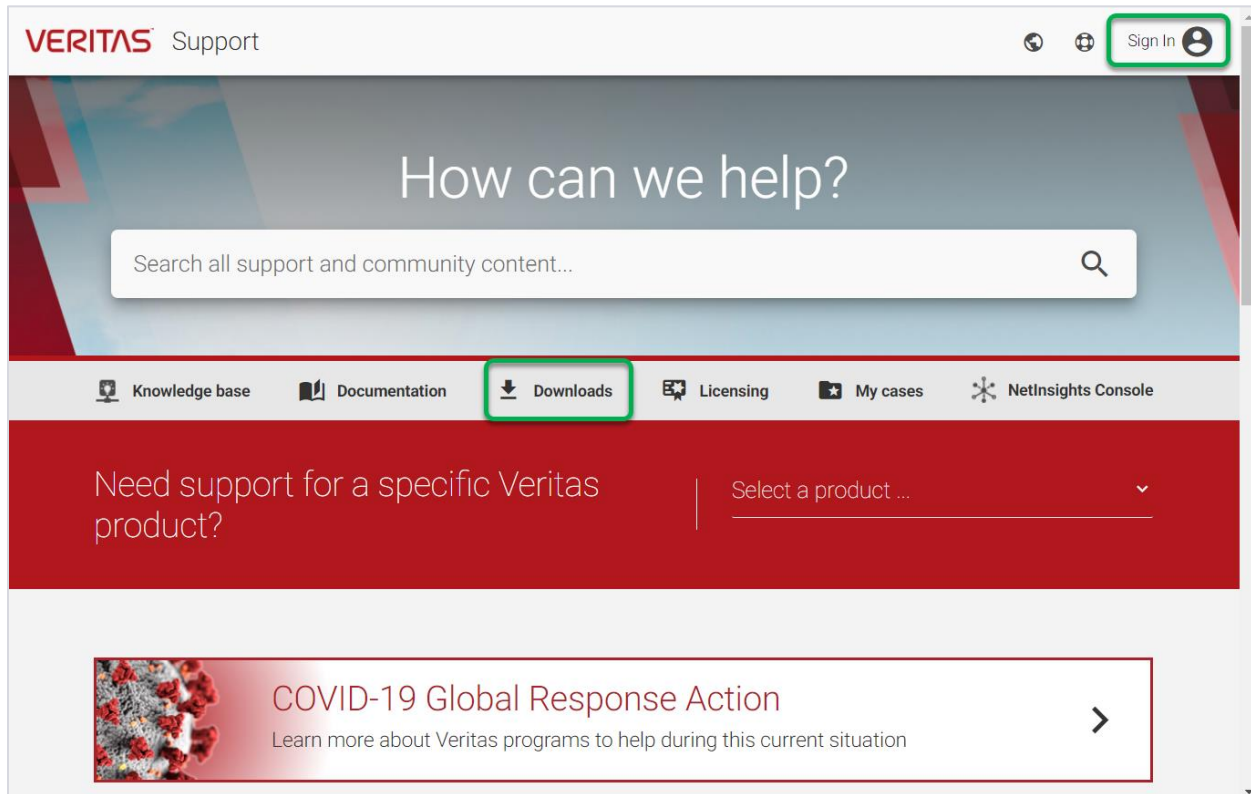 VERITAS Support
Sign In
How can we help?
Search all support and community content...
Knowledge base Documentation Downloads Licensing My cases NetInsights Console
Need support for a specific Veritas
product?
Select a product ...
COVID-19 Global Response Action
Learn more about Veritas programs to help during this current situation